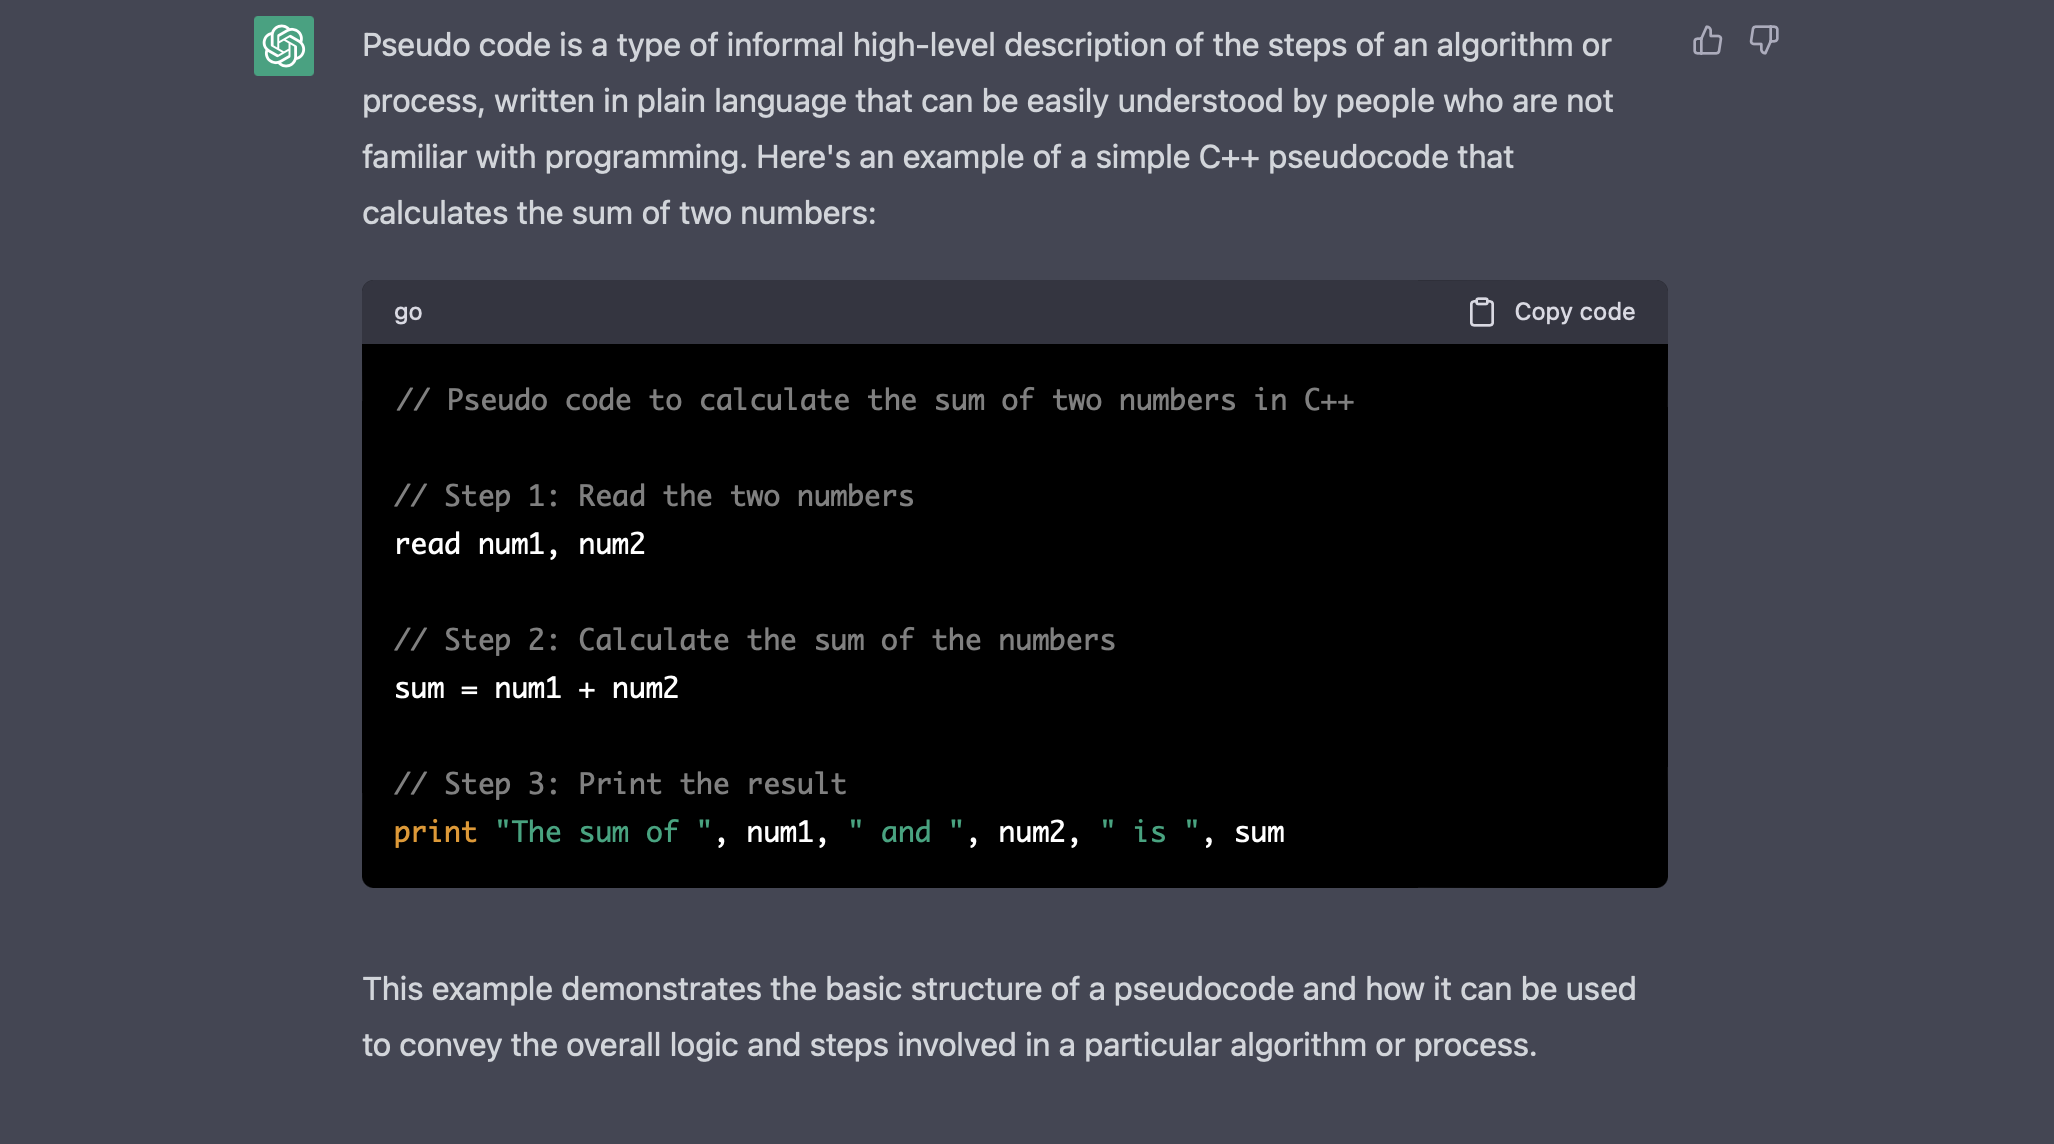 Pseudo code is a type of informal high-level description of the steps of an algorithm or
process, written in plain language that can be easily understood by people who are not
familiar with programming. Here's an example of a simple C++ pseudocode that
calculates the sum of two numbers:
go
Copy code
// Pseudo code to calculate the sum of two numbers in C++
// Step 1: Read the two numbers
read num1, num2
// Step 2: Calculate the sum of the numbers
sum = num1 + num2
// Step 3: Print the result
print "The sum of ", num1, " and ", num2, " is ", sum
This example demonstrates the basic structure of a pseudocode and how it can be used
to convey the overall logic and steps involved in a particular algorithm or process.